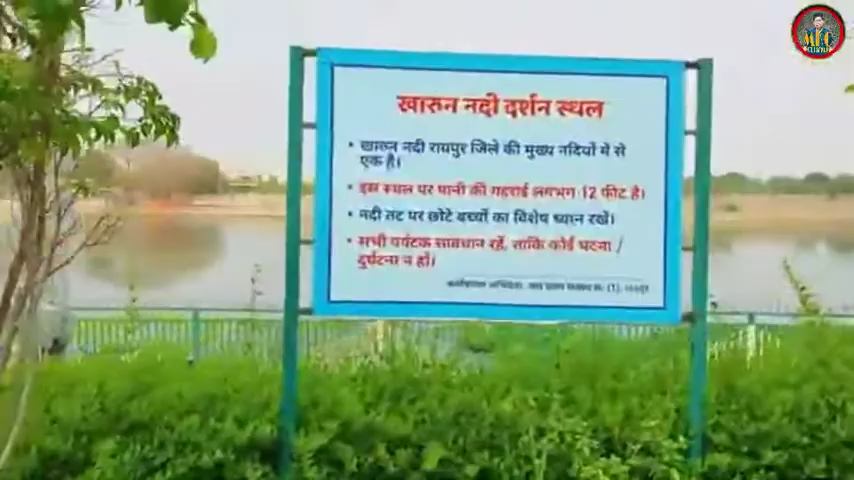 खारुन नदी दर्शन स्थल
• खारुन नदी रायपुर जिले की मुख्य नदियों में से
एक है।
• इस स्थल पर पानी की गहराई लगभग 12 फीट है।
• नदी तट पर छोटे बच्चों का विशेष ध्यान रखें।
• सभी पर्यटक सावधान रहें, ताकि कोई घटना /
दुर्घटना न हों।